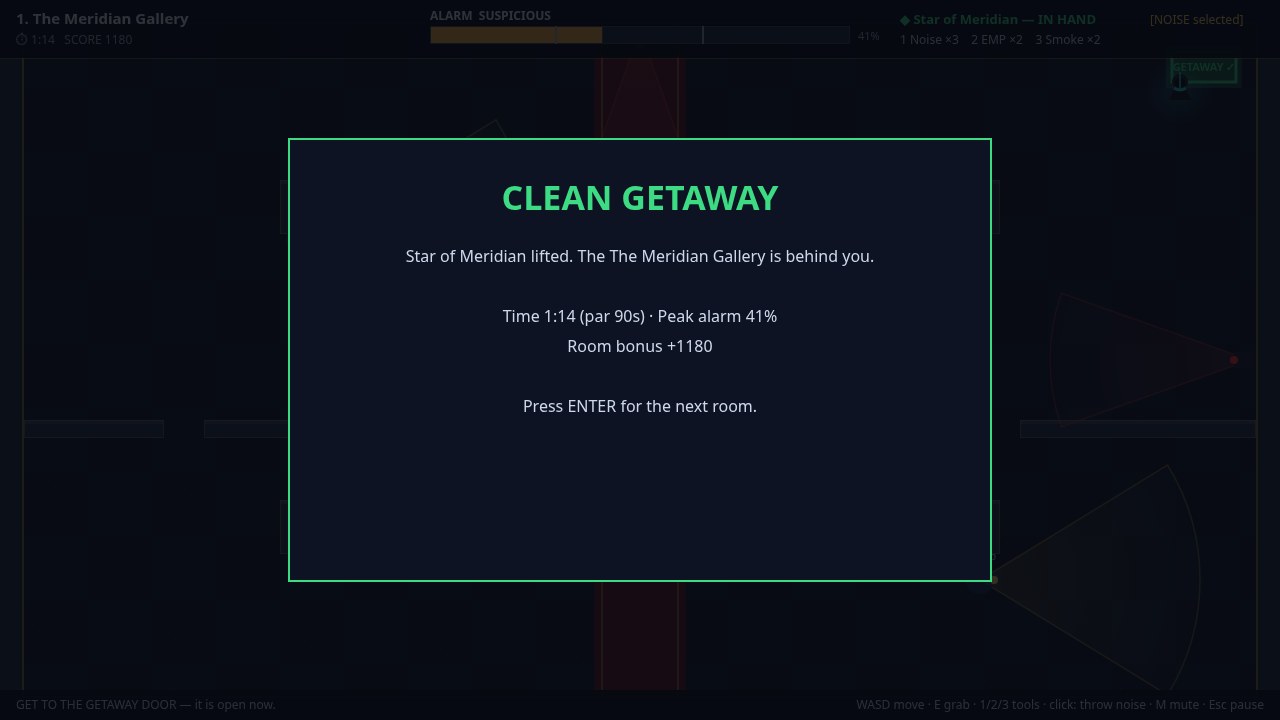 1. The Meridian Gallery
⏱ 1:14 SCORE 1180
ALARM SUSPICIOUS
41%
◆ Star of Meridian — IN HAND
[NOISE selected]
1 Noise ×3 2 EMP ×2 3 Smoke ×2
GETAWAY ✓
CLEAN GETAWAY
Star of Meridian lifted. The The Meridian Gallery is behind you.
Time 1:14 (par 90s) · Peak alarm 41%
Room bonus +1180
Press ENTER for the next room.
GET TO THE GETAWAY DOOR — it is open now.
WASD move · E grab · 1/2/3 tools · click: throw noise · M mute · Esc pause